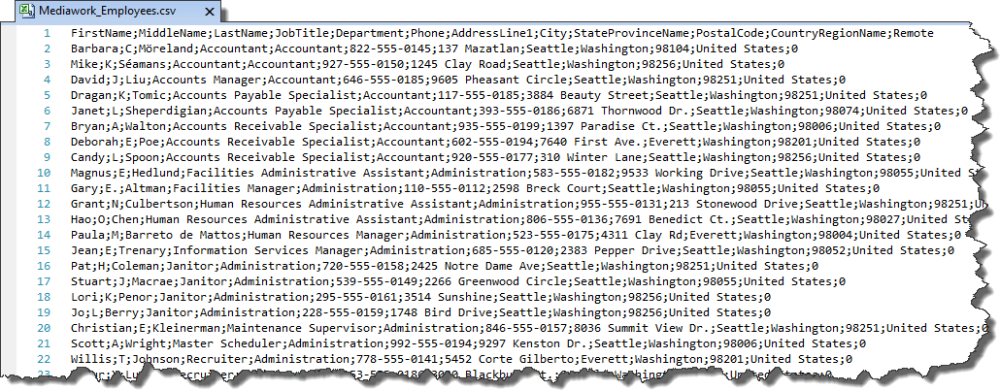 Mediawork_Employees.csv
1 FirstName;MiddleName;LastName;JobTitle;Department;Phone;AddressLine1;City;StateProvinceName;PostalCode;CountryRegionName;Remote
2 Barbara;C;Möreland;Accountant;Accountant;822-555-0145;137 Mazatlan;Seattle;Washington;98104;United States;0
3 Mike;K;Séamans;Accountant;Accountant;927-555-0150;1245 Clay Road;Seattle;Washington;98256;United States;0
4 David;J;Liu;Accounts Manager;Accountant;646-555-0185;9605 Pheasant Circle;Seattle;Washington;98251;United States;0
5 Dragan;K;Tomic;Accounts Payable Specialist;Accountant;117-555-0185;3884 Beauty Street;Seattle;Washington;98251;United States;0
6 Janet;L;Sheperdigian;Accounts Payable Specialist;Accountant;393-555-0186;6871 Thornwood Dr.;Seattle;Washington;98074;United States;0
7 Bryan;A;Walton;Accounts Receivable Specialist;Accountant;935-555-0199;1397 Paradise Ct.;Seattle;Washington;98006;United States;0
8 Deborah;E;Poe;Accounts Receivable Specialist;Accountant;602-555-0194;7640 First Ave.;Everett;Washington;98201;United States;0
9 Candy;L;Spoon;Accounts Receivable Specialist;Accountant;920-555-0177;310 Winter Lane;Seattle;Washington;98256;United States;0
10 Magnus;E;Hedlund;Facilities Administrative Assistant;Administration;583-555-0182;9533 Working Drive;Seattle;Washington;98055;United
11 Gary;E.;Altman;Facilities Manager;Administration;110-555-0112;2598 Breck Court;Seattle;Washington;98055;United States;0
12 Grant;N;Culbertson;Human Resources Administrative Assistant;Administration;955-555-0131;213 Stonewood Drive;Seattle;Washington;98251;
13 Hao;O;Chen;Human Resources Administrative Assistant;Administration;806-555-0136;7691 Benedict Ct.;Seattle;Washington;98027;United
14 Paula;M;Barreto de Mattos;Human Resources Manager;Administration;523-555-0175;4311 Clay Rd;Everett;Washington;98004;United States;0
15 Jean;E;Trenary;Information Services Manager;Administration;685-555-0120;2383 Pepper Drive;Seattle;Washington;98052;United States;0
16 Pat;H;Coleman;Janitor;Administration;720-555-0158;2425 Notre Dame Ave;Seattle;Washington;98251;United States;0
17 Stuart;J;Macrae;Janitor;Administration;539-555-0149;2266 Greenwood Circle;Seattle;Washington;98055;United States;0
18 Lori;K;Penor;Janitor;Administration;295-555-0161;3514 Sunshine;Seattle;Washington;98256;United States;0
19 Jo;L;Berry;Janitor;Administration;228-555-0159;1748 Bird Drive;Seattle;Washington;98256;United States;0
20 Christian;E;Kleinerman;Maintenance Supervisor;Administration;846-555-0157;8036 Summit View Dr.;Seattle;Washington;98251;United States;0
21 Scott;A;Wright;Master Scheduler;Administration;992-555-0194;9297 Kenston Dr.;Seattle;Washington;98006;United States;0
22 Willis;T;Johnson;Recruiter;Administration;778-555-0141;5452 Corte Gilberto;Everett;Washington;98201;United States;0